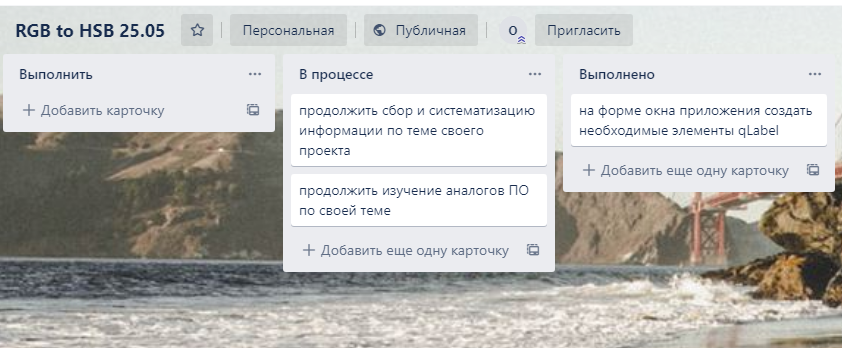 RGB to HSB 25.05
Персональная
Публичная
O
Пригласить
Выполнить
Добавить карточку
В процессе
продолжить сбор и систематизацию
информации по теме своего
проекта
продолжить изучение аналогов ПО
по своей теме
Добавить еще одну карточку
Выполнено
на форме окна приложения создать
необходимые элементы qLabel
Добавить еще одну карточку